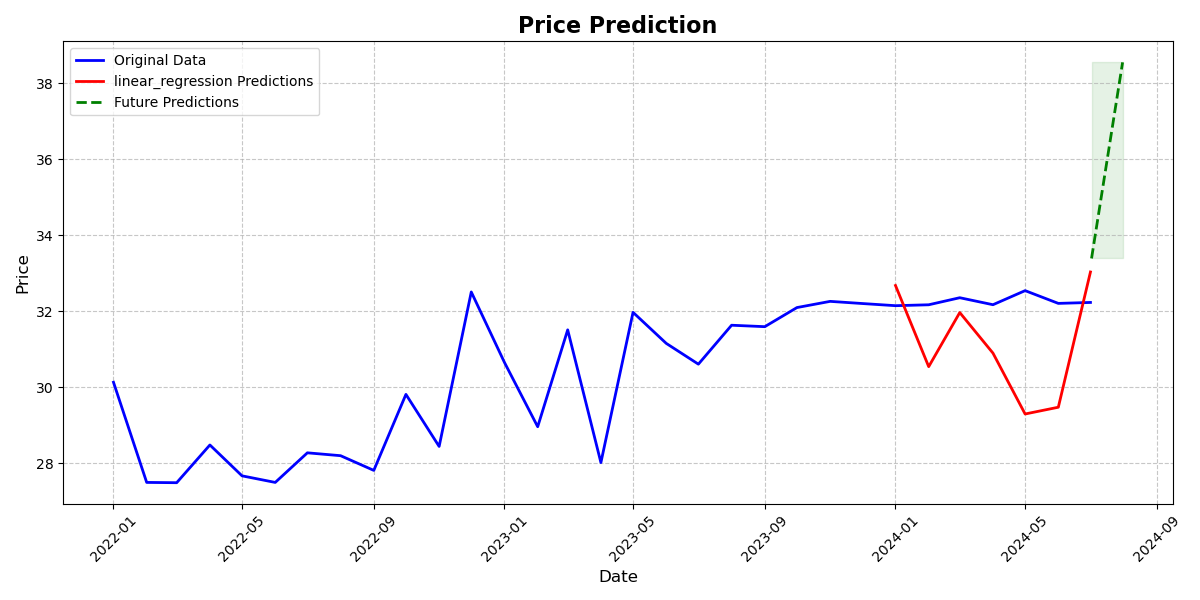 Price Prediction
Original Data
linear_regression Predictions
Future Predictions
Price
38
36
34
32
30
28
2022-01
2022-05
2022-09
2023-01
2023-05
2023-09
2024-01
2024-05
2024-09
Date